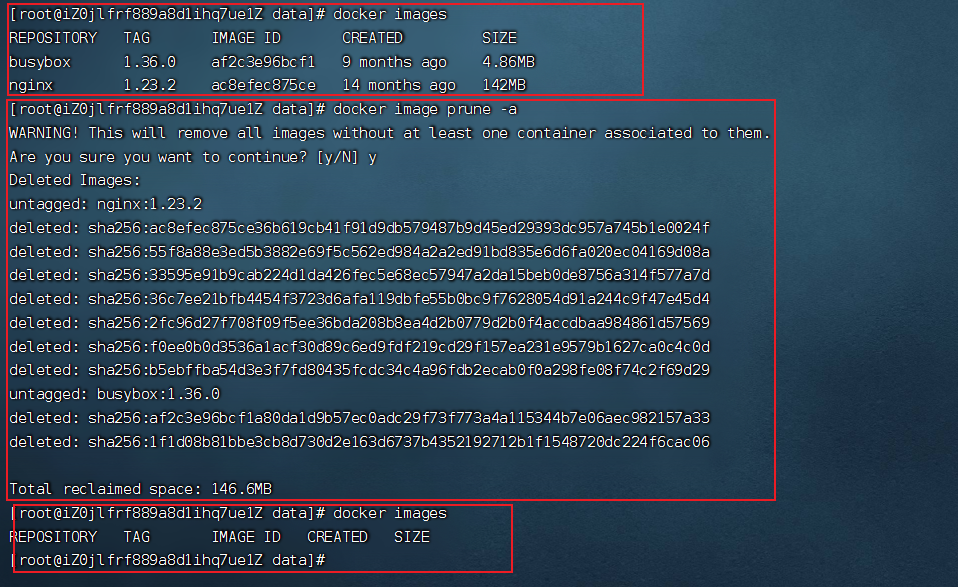 [root@iZ0jlfrf889a8d1ihq7ue1Z data]# docker images
REPOSITORY   TAG       IMAGE ID       CREATED         SIZE
busybox      1.36.0    af2c3e96bcf1   9 months ago    4.86MB
nginx        1.23.2    ac8efec875ce   14 months ago   142MB
[root@iZ0jlfrf889a8d1ihq7ue1Z data]# docker image prune -a
WARNING! This will remove all images without at least one container associated to them.
Are you sure you want to continue? [y/N] y
Deleted Images:
untagged: nginx:1.23.2
deleted: sha256:ac8efec875ce36b619cb41f91d9db579487b9d45ed29393dc957a745b1e0024f
deleted: sha256:55f8a88e3ed5b3882e69f5c562ed984a2a2ed91bd835e6d6fa020ec04169d08a
deleted: sha256:33595e91b9cab224d1da426fec5e68ec57947a2da15beb0de8756a314f577a7d
deleted: sha256:36c7ee21bfb4454f3723d6afa119dbfe55b0bc9f7628054d91a244c9f47e45d4
deleted: sha256:2fc96d27f708f09f5ee36bda208b8ea4d2b0779d2b0f4accdbaa984861d57569
deleted: sha256:f0ee0b0d3536a1acf30d89c6ed9fdf219cd29f157ea231e9579b1627ca0c4c0d
deleted: sha256:b5ebffba54d3e3f7fd80435fcdc34c4a96fdb2ecab0f0a298fe08f74c2f69d29
untagged: busybox:1.36.0
deleted: sha256:af2c3e96bcf1a80da1d9b57ec0adc29f73f773a4a115344b7e06aec982157a33
deleted: sha256:1f1d08b81bbe3cb8d730d2e163d6737b4352192712b1f1548720dc224f6cac06
Total reclaimed space: 146.6MB
[root@iZ0jlfrf889a8d1ihq7ue1Z data]# docker images
REPOSITORY   TAG       IMAGE ID   CREATED   SIZE
[root@iZ0jlfrf889a8d1ihq7ue1Z data]#